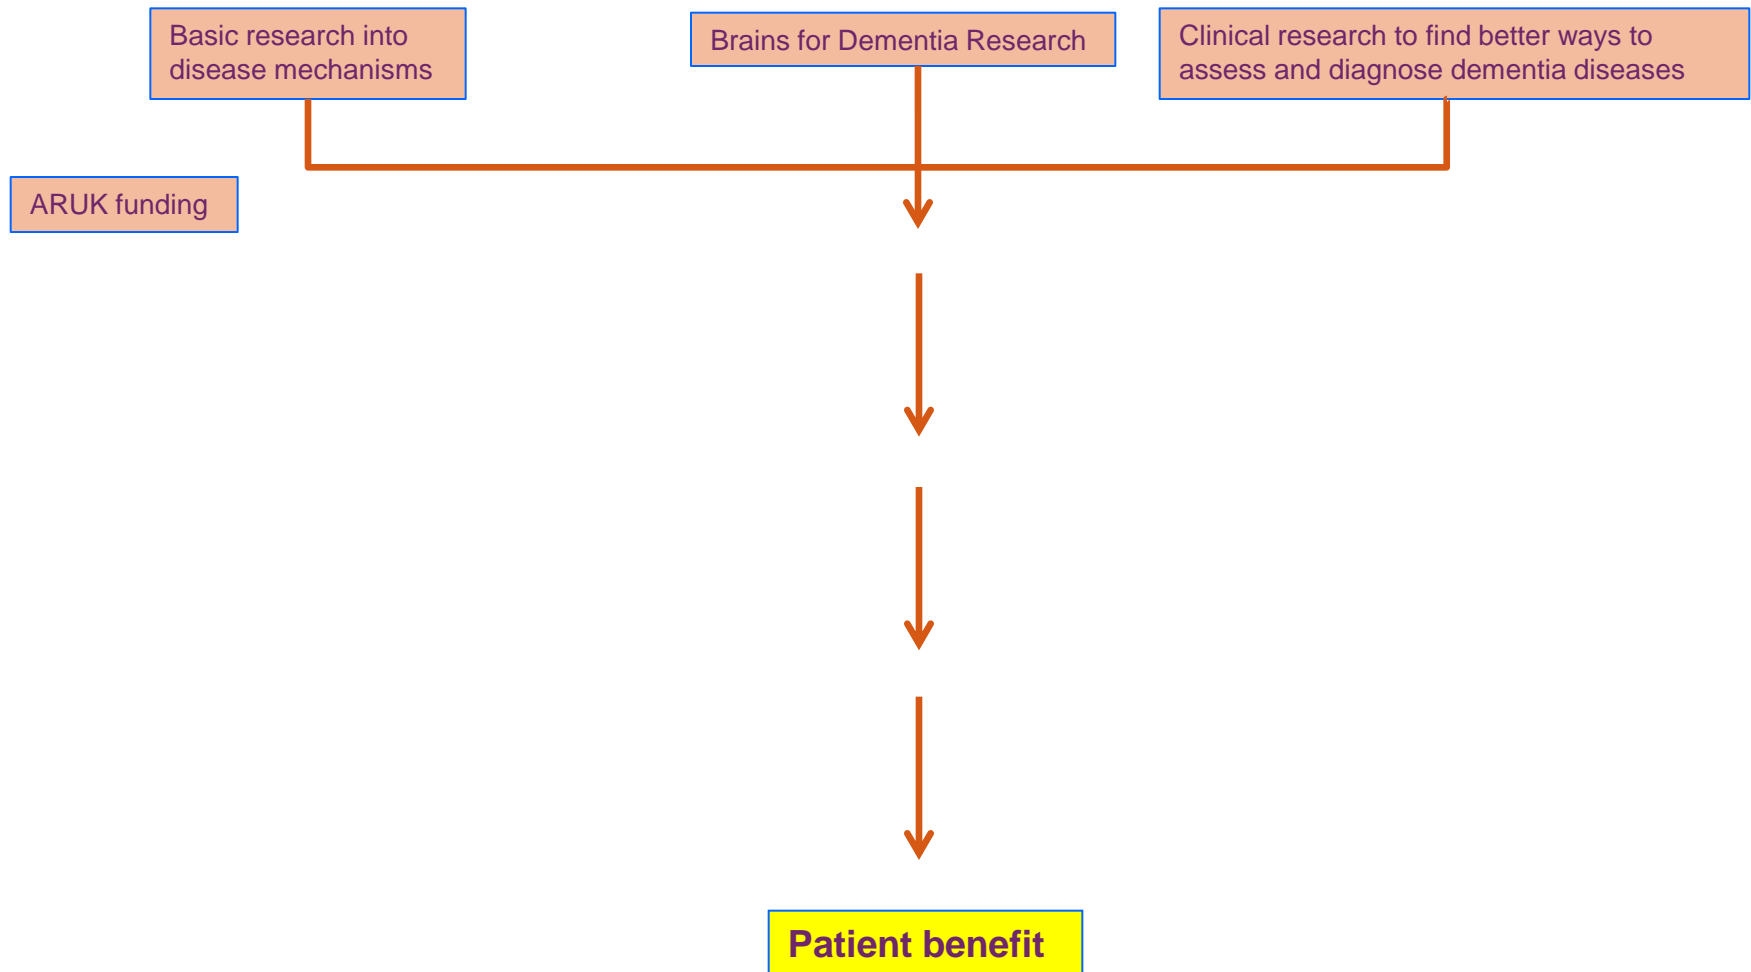 Basic research into
disease mechanisms
Brains for Dementia Research
Clinical research to find better ways to
assess and diagnose dementia diseases
ARUK funding
Patient benefit